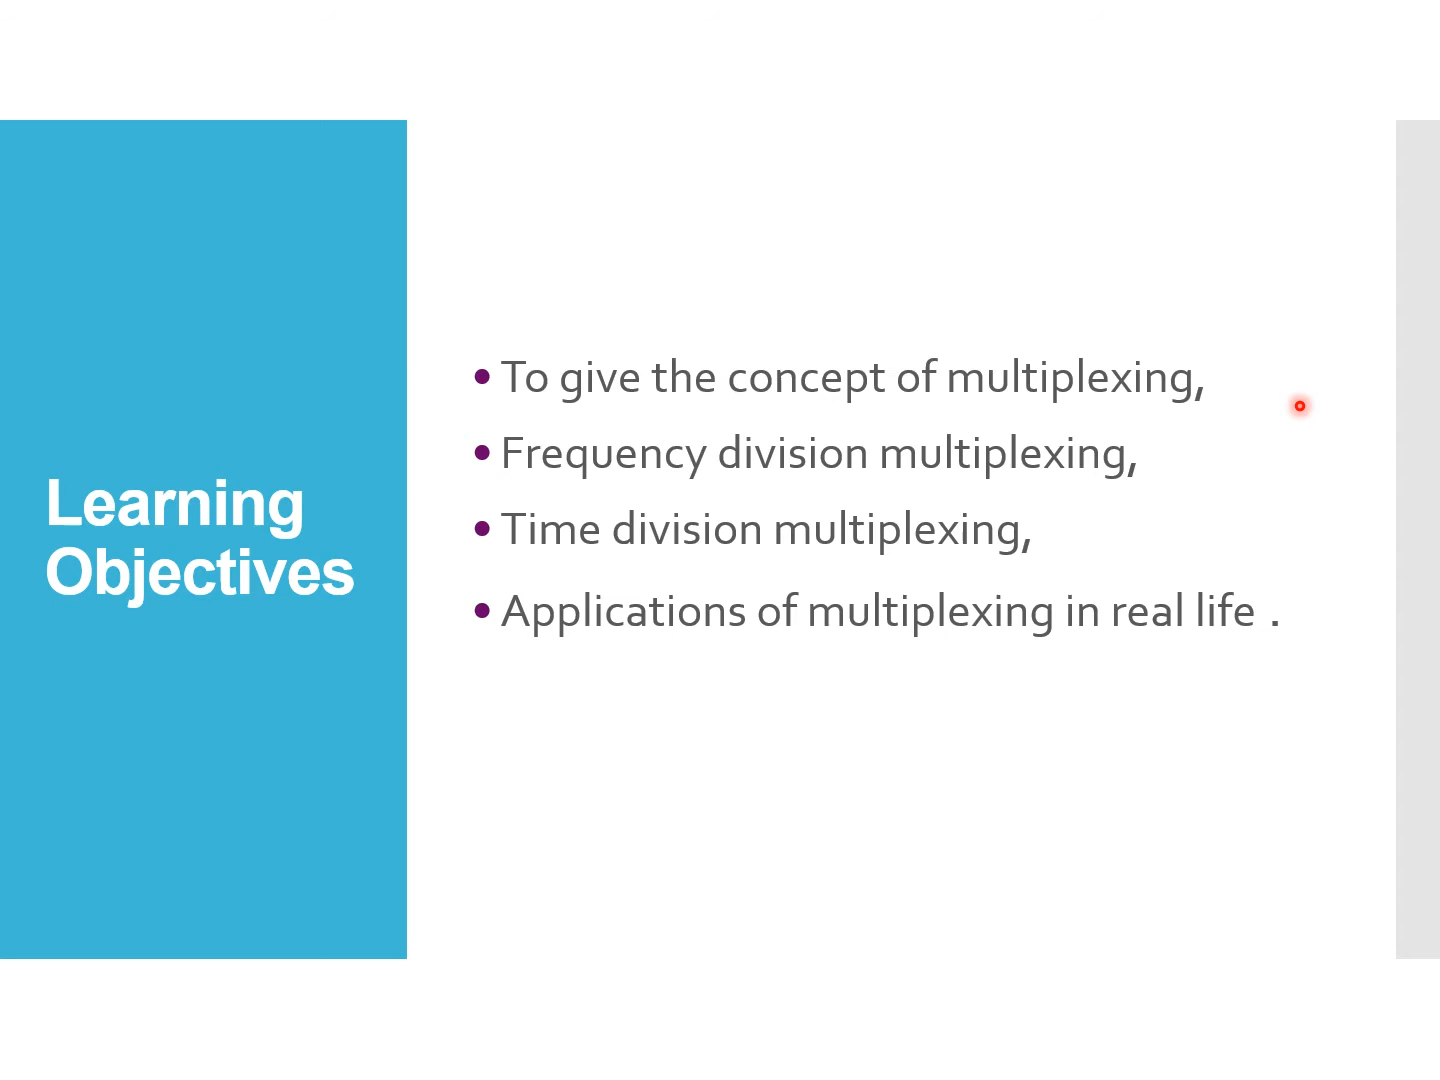 Learning
Objectives
• To give the concept of multiplexing,
• Frequency division multiplexing,
• Time division multiplexing,
• Applications of multiplexing in real life .